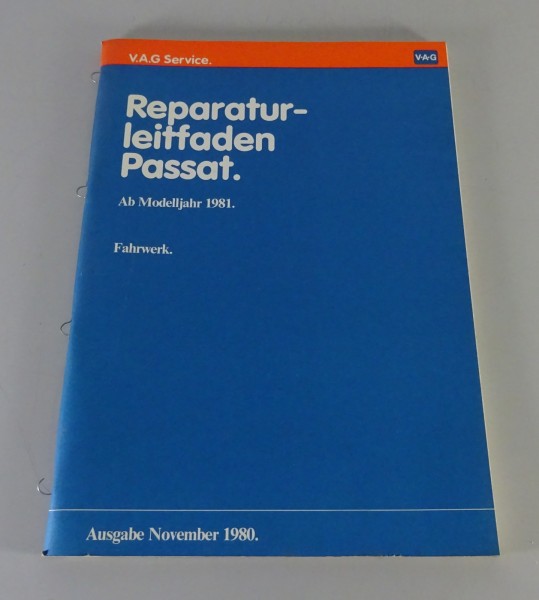 V.A.G Service.
V·A·G
Reparatur-
leitfaden
Passat.
Ab Modelljahr 1981.
Fahrwerk.
Ausgabe November 1980.